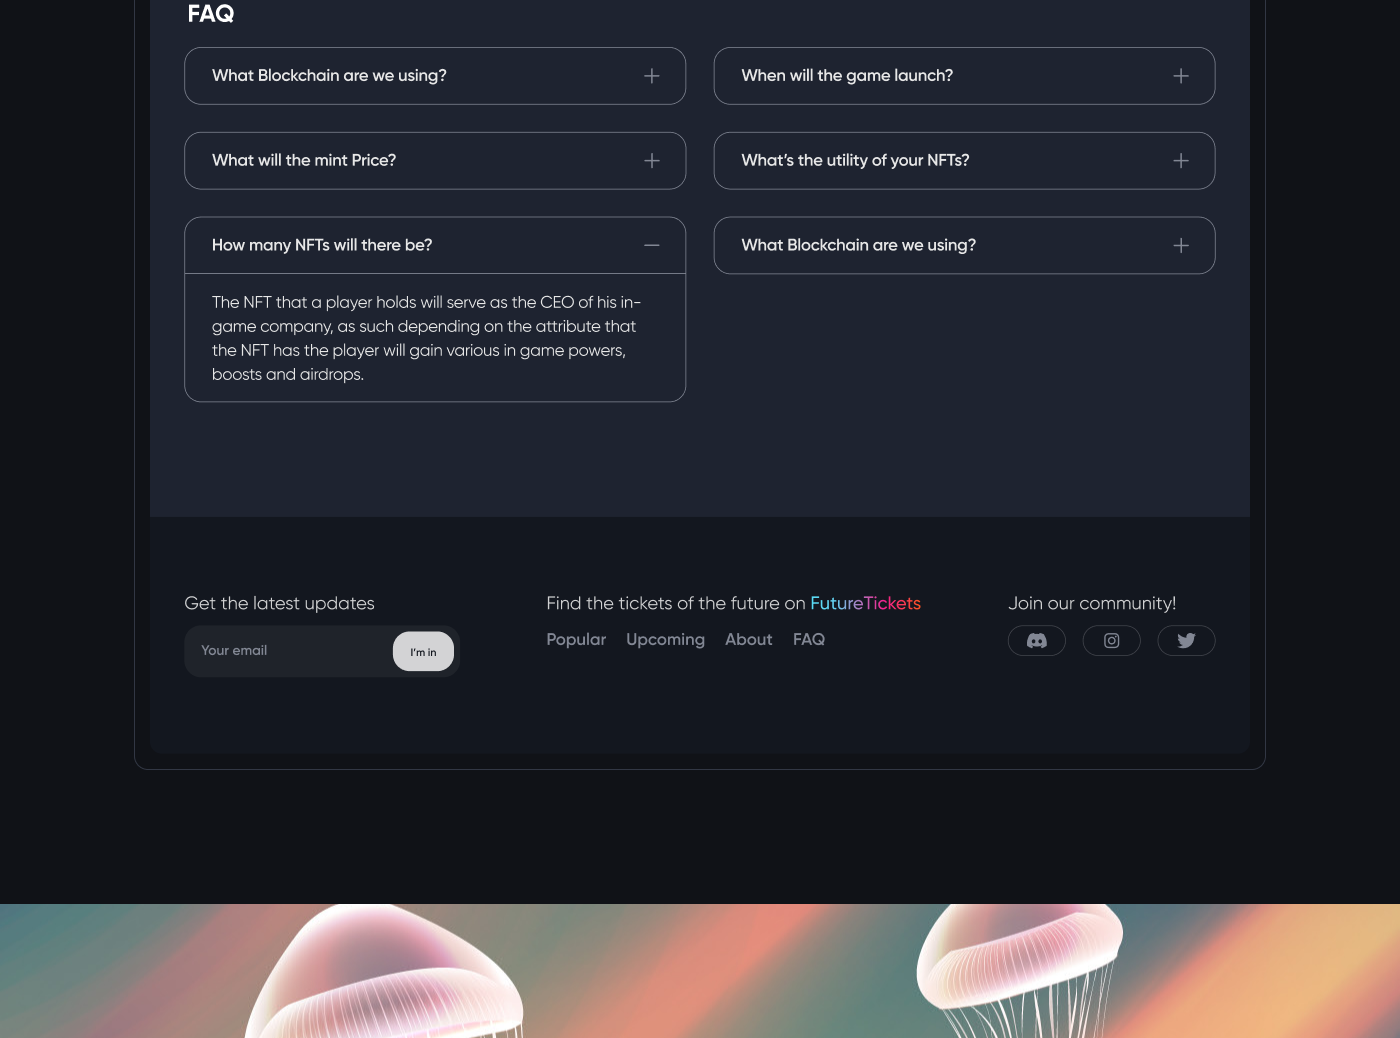 FAQ
What Blockchain are we using?
When will the game launch?
What will the mint Price?
What's the utility of your NFTs?
How many NFTs will there be?
What Blockchain are we using?
The NFT that a player holds will serve as the CEO of his in-
game company, as such depending on the attribute that
the NFT has the player will gain various in game powers,
boosts and airdrops.
Get the latest updates
Your email
I'm in
Find the tickets of the future on FutureTickets
Popular Upcoming About FAQ
Join our community!